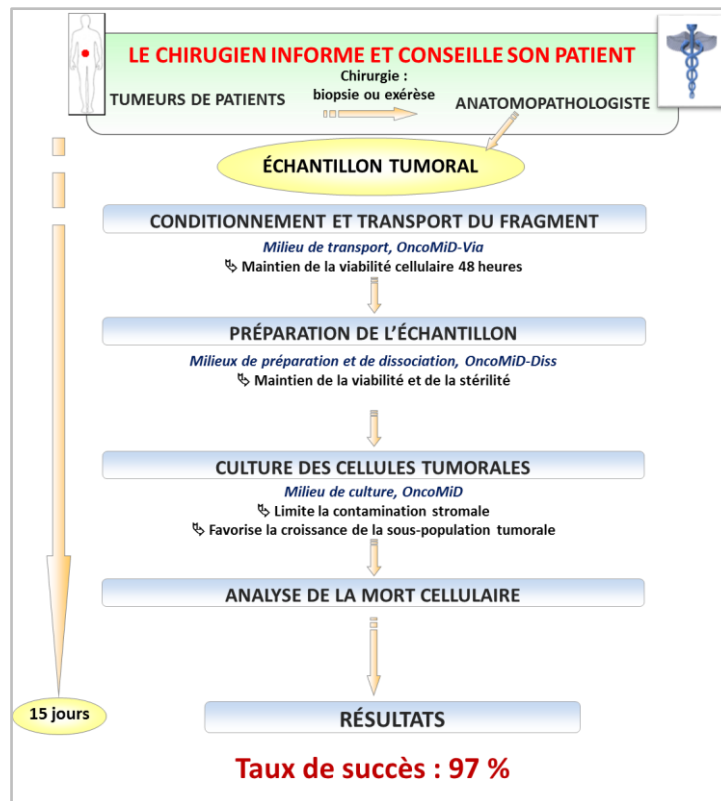 LE CHIRUGIEN INFORME ET CONSEILLE SON PATIENT
Chirurgie :
biopsie ou exérèse
TUMEURS DE PATIENTS
ANATOMOPATHOLOGISTE
ÉCHANTILLON TUMORAL
CONDITIONNEMENT ET TRANSPORT DU FRAGMENT
Milieu de transport, OncoMiD-Via
⤷ Maintien de la viabilité cellulaire 48 heures
PRÉPARATION DE L’ÉCHANTILLON
Milieux de préparation et de dissociation, OncoMiD-Diss
⤷ Maintien de la viabilité et de la stérilité
CULTURE DES CELLULES TUMORALES
Milieu de culture, OncoMiD
⤷ Limite la contamination stromale
⤷ Favorise la croissance de la sous-population tumorale
ANALYSE DE LA MORT CELLULAIRE
15 jours
RÉSULTATS
Taux de succès : 97 %